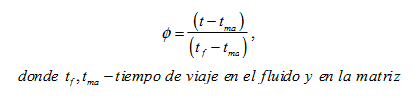 ϕ = (t − t_ma) / (t_f − t_ma) ,
donde t_f , t_ma − tiempo de viaje en el fluido y en la matriz